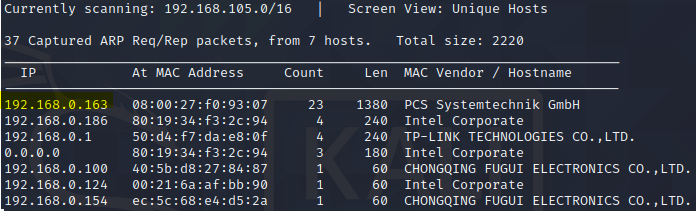 Currently scanning: 192.168.105.0/16   |   Screen View: Unique Hosts
37 Captured ARP Req/Rep packets, from 7 hosts.   Total size: 2220
IP            At MAC Address     Count     Len  MAC Vendor / Hostname
192.168.0.163   08:00:27:f0:93:07     23    1380  PCS Systemtechnik GmbH
192.168.0.186   80:19:34:f3:2c:94      4     240  Intel Corporate
192.168.0.1     50:d4:f7:da:e8:0f      4     240  TP-LINK TECHNOLOGIES CO.,LTD.
0.0.0.0         80:19:34:f3:2c:94      3     180  Intel Corporate
192.168.0.100   40:5b:d8:27:84:87      1      60  CHONGQING FUGUI ELECTRONICS CO.,LTD.
192.168.0.124   00:21:6a:af:bb:90      1      60  Intel Corporate
192.168.0.154   ec:5c:68:e4:d5:2a      1      60  CHONGQING FUGUI ELECTRONICS CO.,LTD.